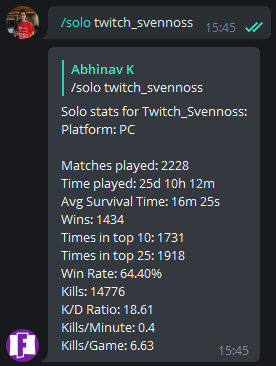 /solo twitch_svennoss
15:45
Abhinav K
/solo twitch_svennoss
Solo stats for Twitch_Svennoss:
Platform: PC
Matches played: 2228
Time played: 25d 10h 12m
Avg Survival Time: 16m 25s
Wins: 1434
Times in top 10: 1731
Times in top 25: 1918
Win Rate: 64.40%
Kills: 14776
K/D Ratio: 18.61
Kills/Minute: 0.4
Kills/Game: 6.63
15:45
F